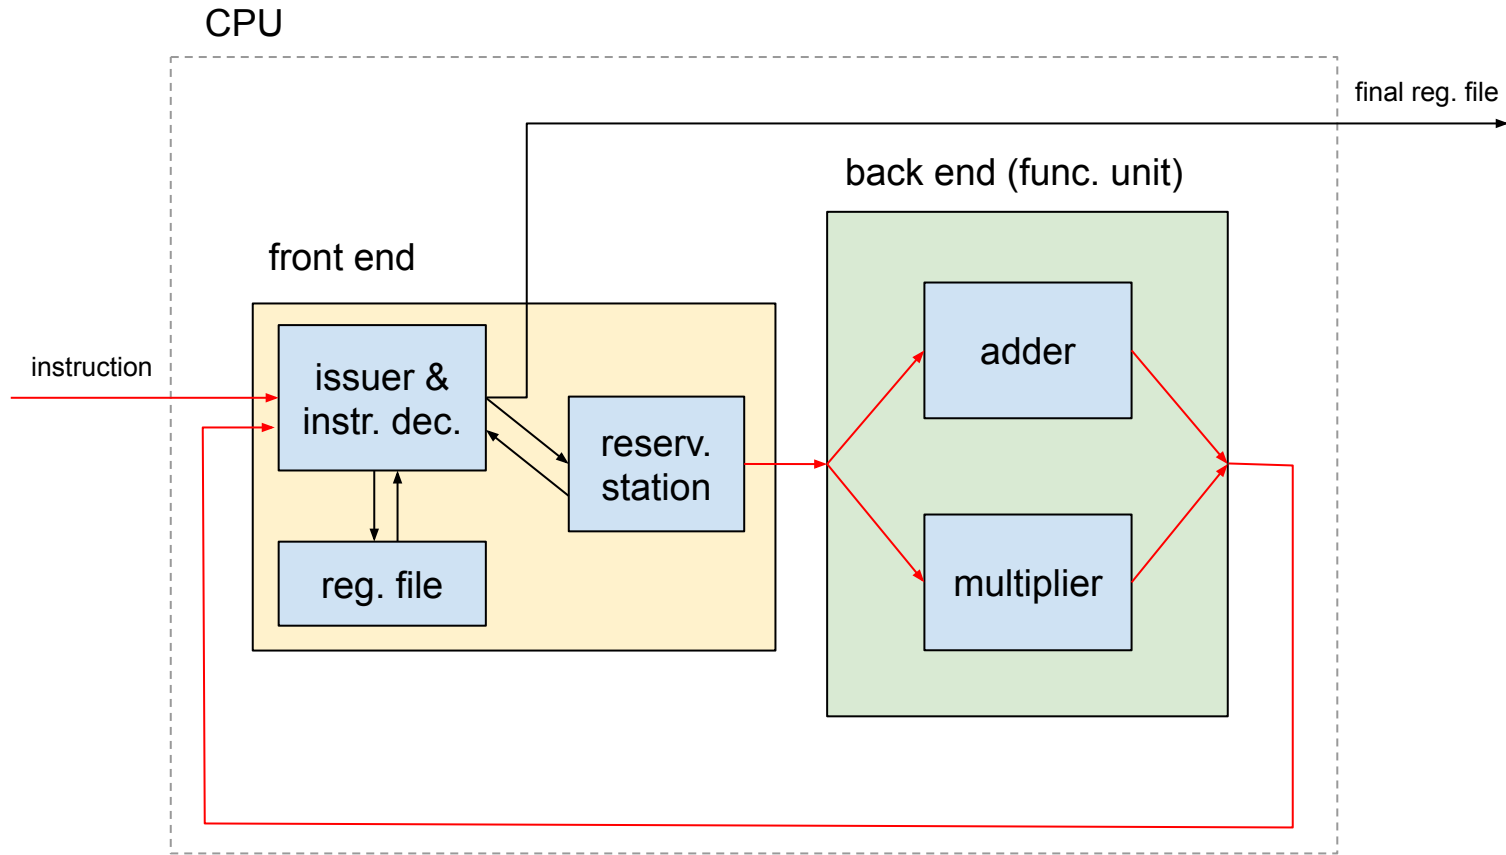 CPU
final reg. file
back end (func. unit)
front end
instruction
issuer &
instr. dec.
adder
reserv.
station
reg. file
multiplier